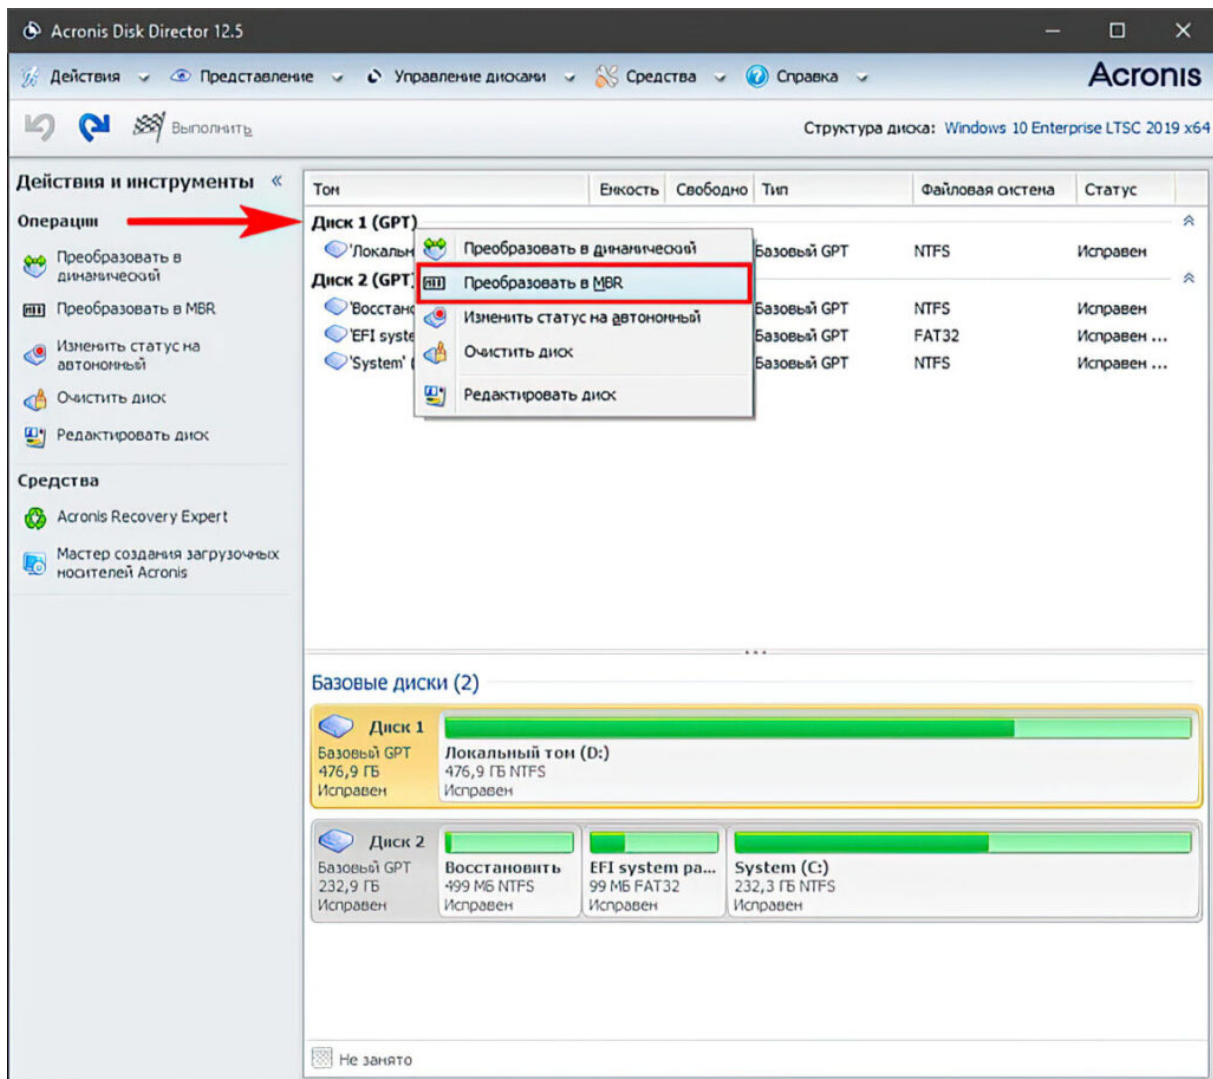 Acronis Disk Director 12.5
Действия Представление Управление дисками Средства Справка Acronis
Выполнить Структура диска: Windows 10 Enterprise LTSC 2019 x64
Действия и инструменты «
Операции
Преобразовать в
динамический
Преобразовать в MBR
Изменить статус на
автономный
Очистить диск
Редактировать диск
Средства
Acronis Recovery Expert
Мастер создания загрузочных
носителей Acronis
Том Емкость Свободно Тип Файловая система Статус
Диск 1 (GPT)
'Локальн Базовый GPT NTFS Исправен
Диск 2 (GPT)
'Восстано Базовый GPT NTFS Исправен
'EFI syste Базовый GPT FAT32 Исправен ...
'System' ( Базовый GPT NTFS Исправен ...
Преобразовать в динамический
Преобразовать в MBR
Изменить статус на автономный
Очистить диск
Редактировать диск
Базовые диски (2)
Диск 1
Базовый GPT
476,9 ГБ
Исправен
Локальный том (D:)
476,9 ГБ NTFS
Исправен
Диск 2
Базовый GPT
232,9 ГБ
Исправен
Восстановить
499 МБ NTFS
Исправен
EFI system pa...
99 МБ FAT32
Исправен
System (C:)
232,3 ГБ NTFS
Исправен
Не занято